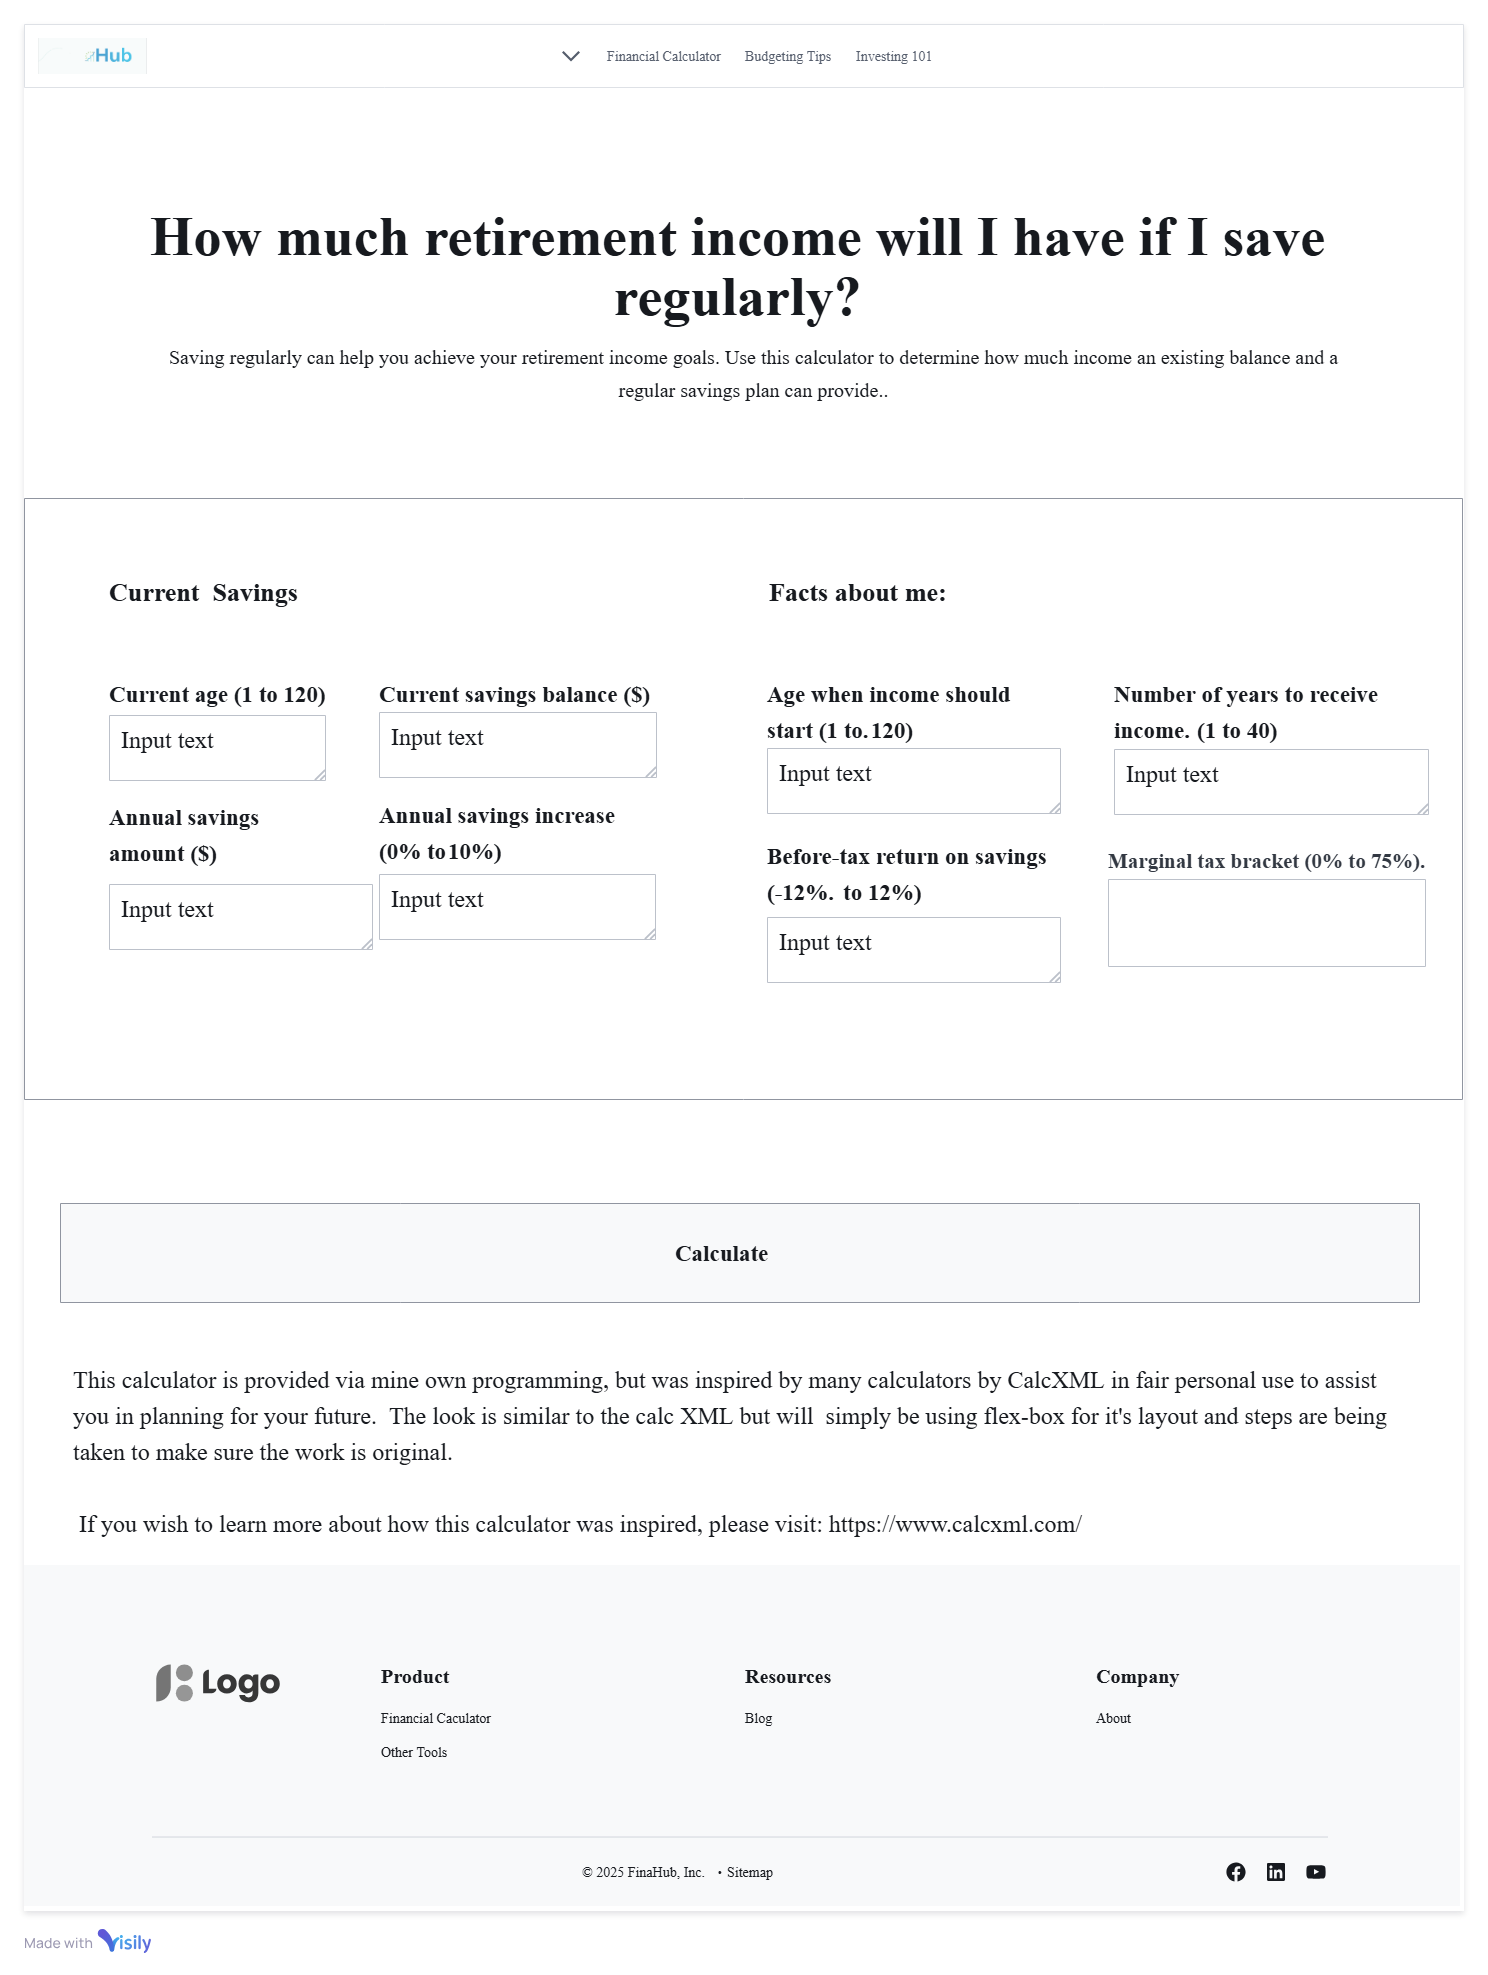 Hub
Financial Calculator Budgeting Tips Investing 101
How much retirement income will I have if I save
regularly?
Saving regularly can help you achieve your retirement income goals. Use this calculator to determine how much income an existing balance and a
regular savings plan can provide..
Current  Savings
Current age (1 to 120)
Input text
Current savings balance ($)
Input text
Annual savings
amount ($)
Input text
Annual savings increase
(0% to 10%)
Input text
Facts about me:
Age when income should
start (1 to. 120)
Input text
Number of years to receive
income. (1 to 40)
Input text
Before-tax return on savings
(-12%.  to 12%)
Input text
Marginal tax bracket (0% to 75%).
Calculate
This calculator is provided via mine own programming, but was inspired by many calculators by CalcXML in fair personal use to assist
you in planning for your future.  The look is similar to the calc XML but will  simply be using flex-box for it's layout and steps are being
taken to make sure the work is original.
If you wish to learn more about how this calculator was inspired, please visit: https://www.calcxml.com/
Logo
Product
Financial Caculator
Other Tools
Resources
Blog
Company
About
© 2025 FinaHub, Inc. • Sitemap
Made with Visily